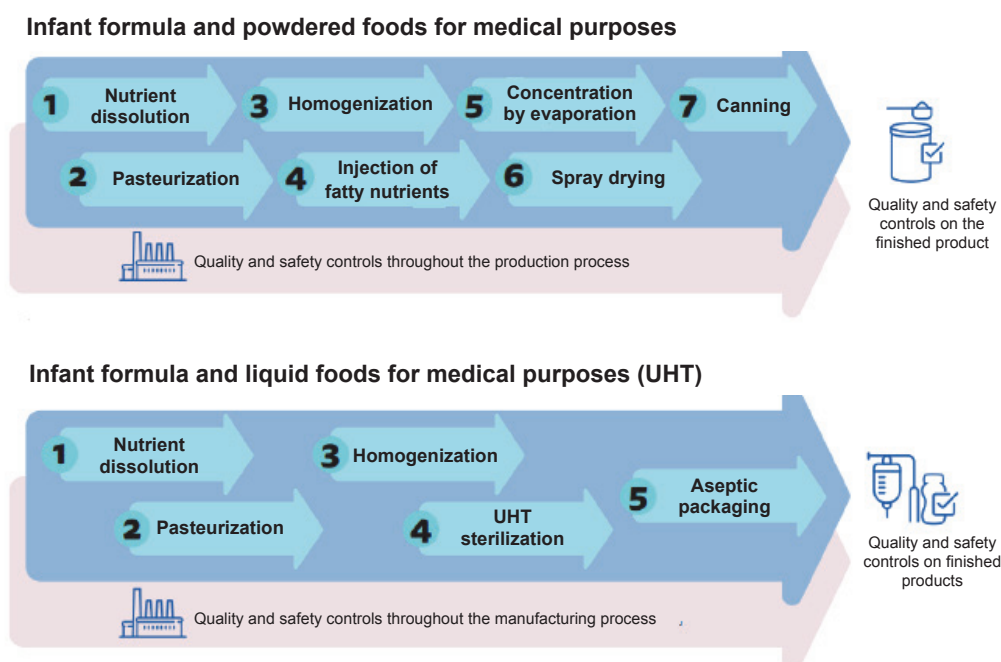 Infant formula and powdered foods for medical purposes
1 Nutrient
dissolution
2 Pasteurization
3 Homogenization
4 Injection of
fatty nutrients
5 Concentration
by evaporation
6 Spray drying
7 Canning
Quality and safety
controls on the
finished product
Quality and safety controls throughout the production process
Infant formula and liquid foods for medical purposes (UHT)
1 Nutrient
dissolution
2 Pasteurization
3 Homogenization
4 UHT
sterilization
5 Aseptic
packaging
Quality and safety
controls on finished
products
Quality and safety controls throughout the manufacturing process